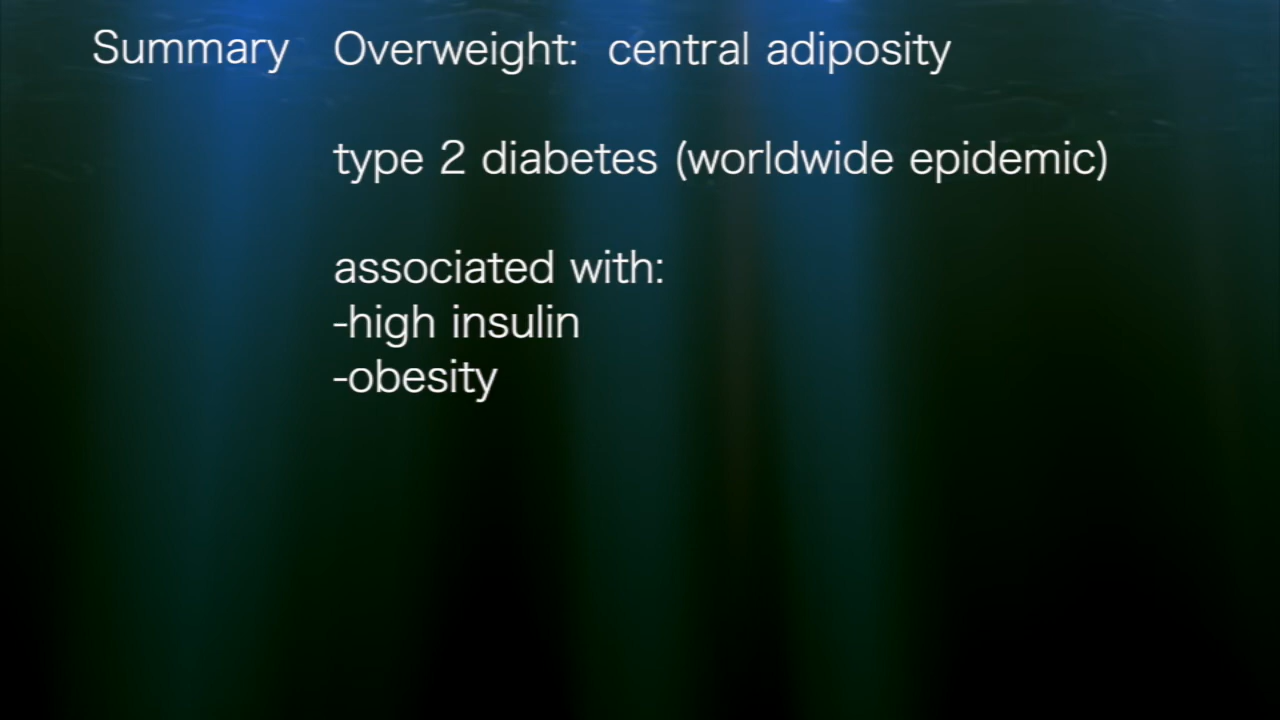 Summary Overweight: central adiposity
type 2 diabetes (worldwide epidemic)
associated with:
-high insulin
-obesity